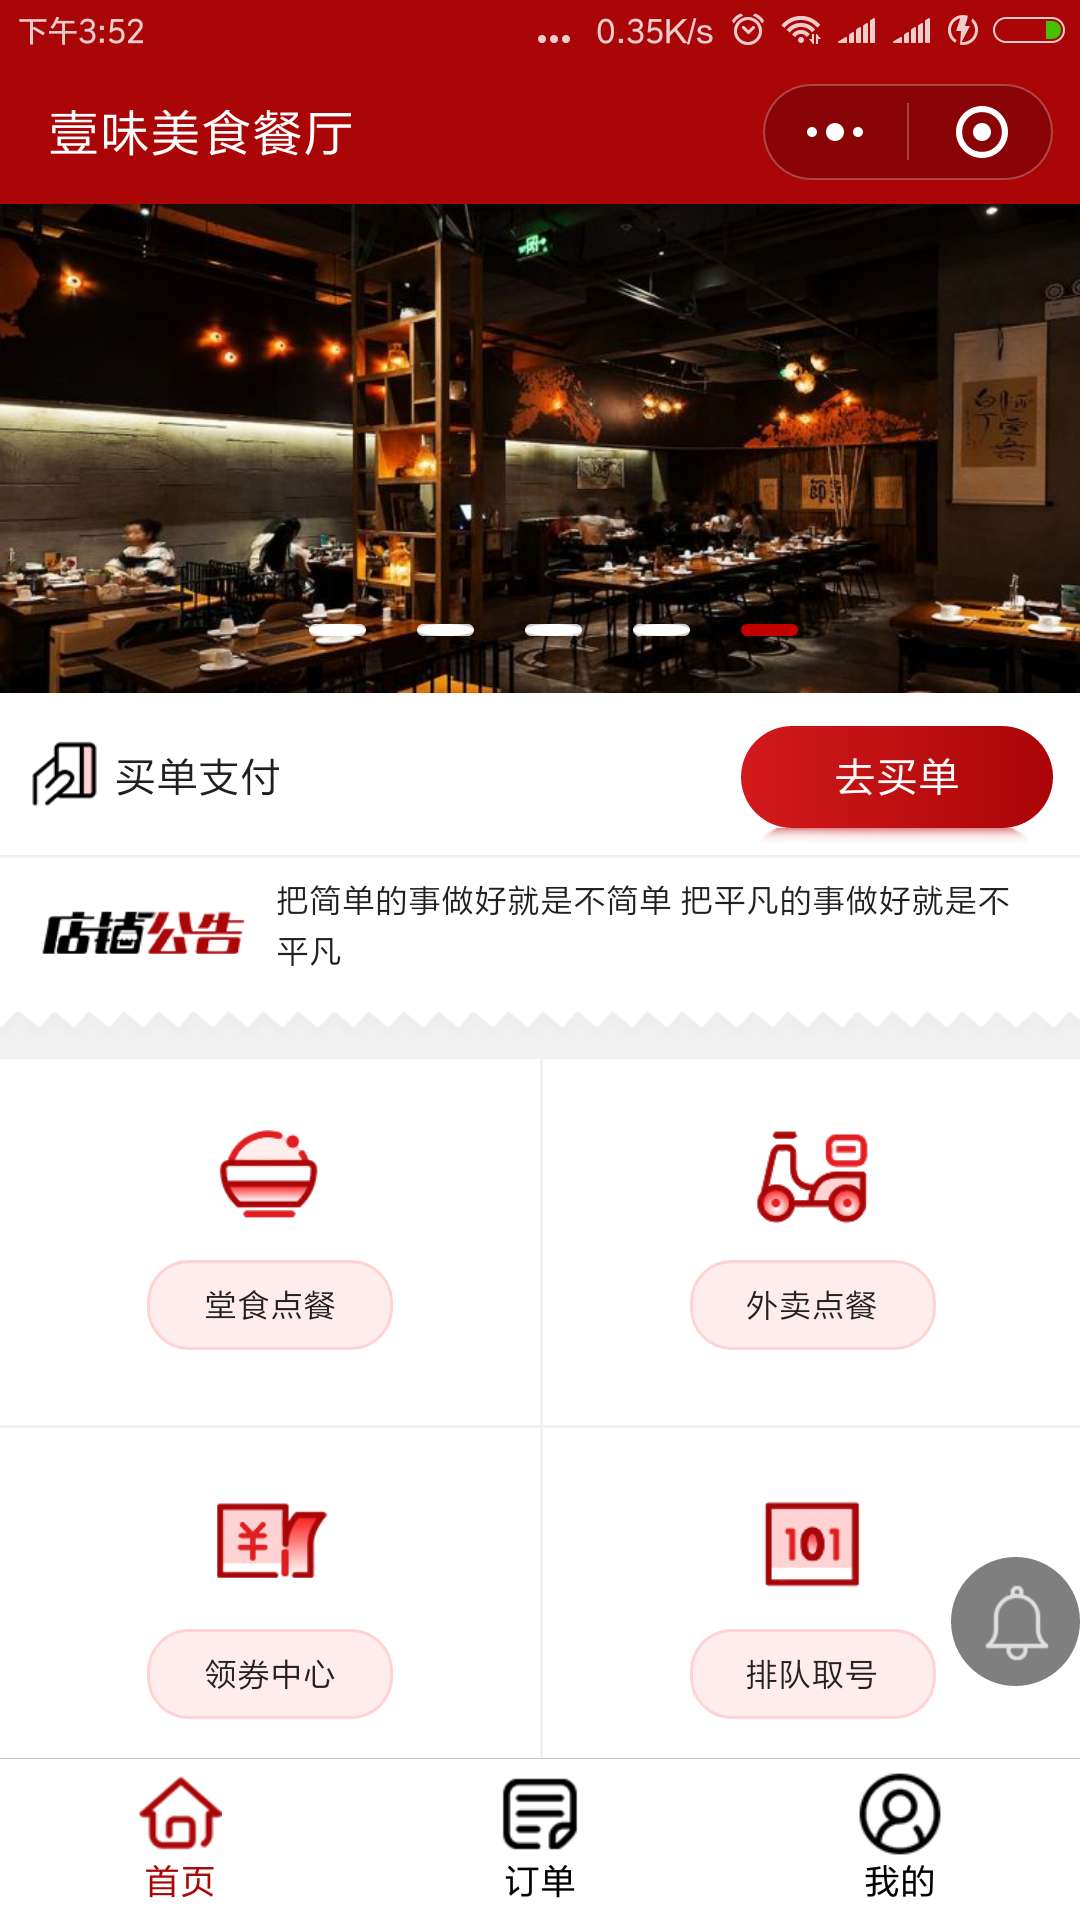 下午3:52
0.35K/s
壹味美食餐厅
买单支付
去买单
店铺公告
把简单的事做好就是不简单 把平凡的事做好就是不
平凡
堂食点餐
外卖点餐
¥
101
领券中心
排队取号
首页
订单
我的